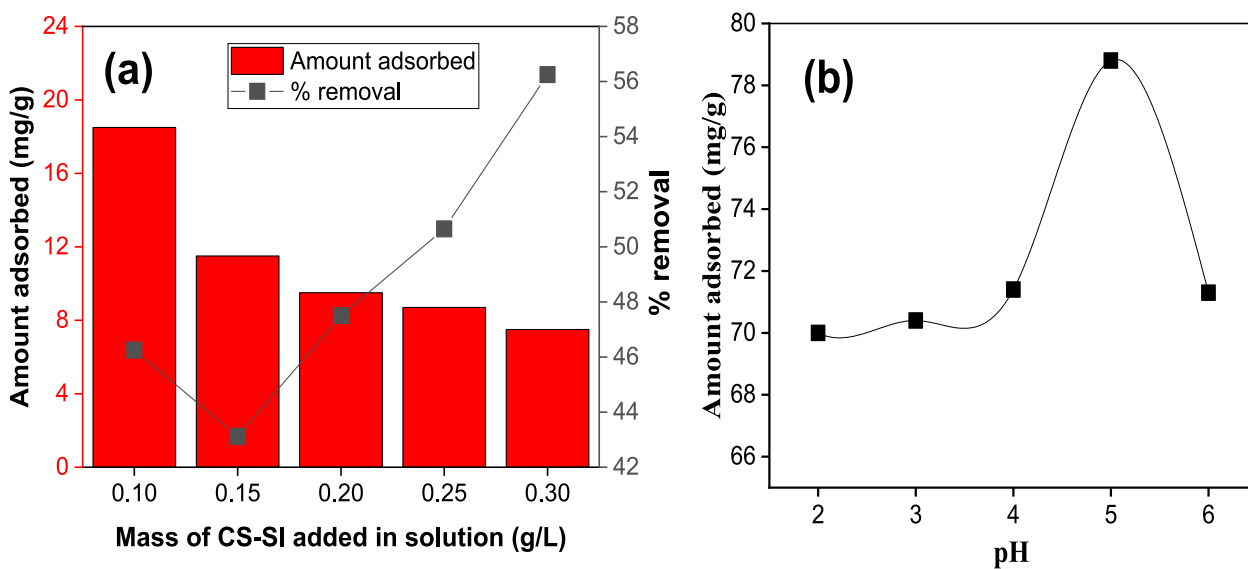 (a)
Amount adsorbed
% removal
Amount adsorbed (mg/g)
24
20
16
12
8
4
0
58
56
54
52
50
48
46
44
42
% removal
0.10 0.15 0.20 0.25 0.30
Mass of CS-SI added in solution (g/L)
(b)
Amount adsorbed (mg/g)
80
78
76
74
72
70
68
66
2 3 4 5 6
pH